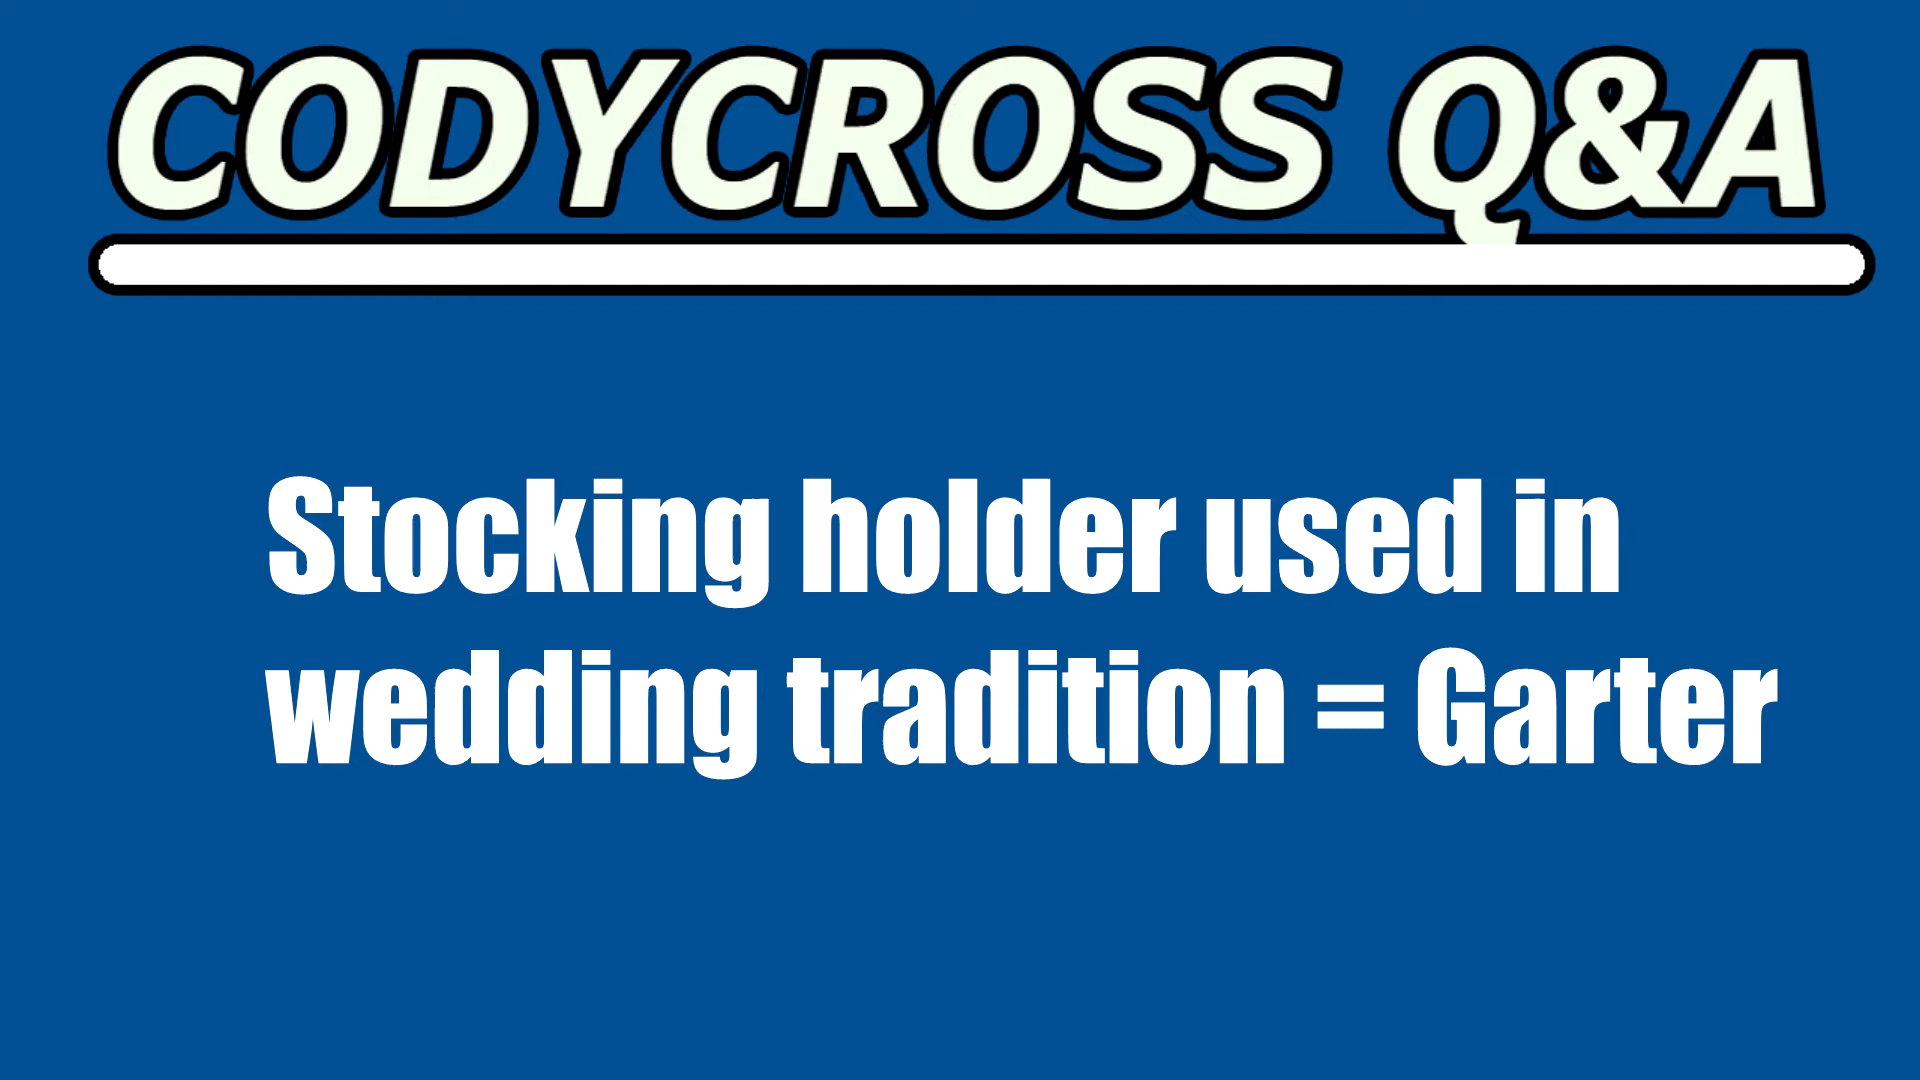 CODYCROSS Q&A
Stocking holder used in
wedding tradition = Garter